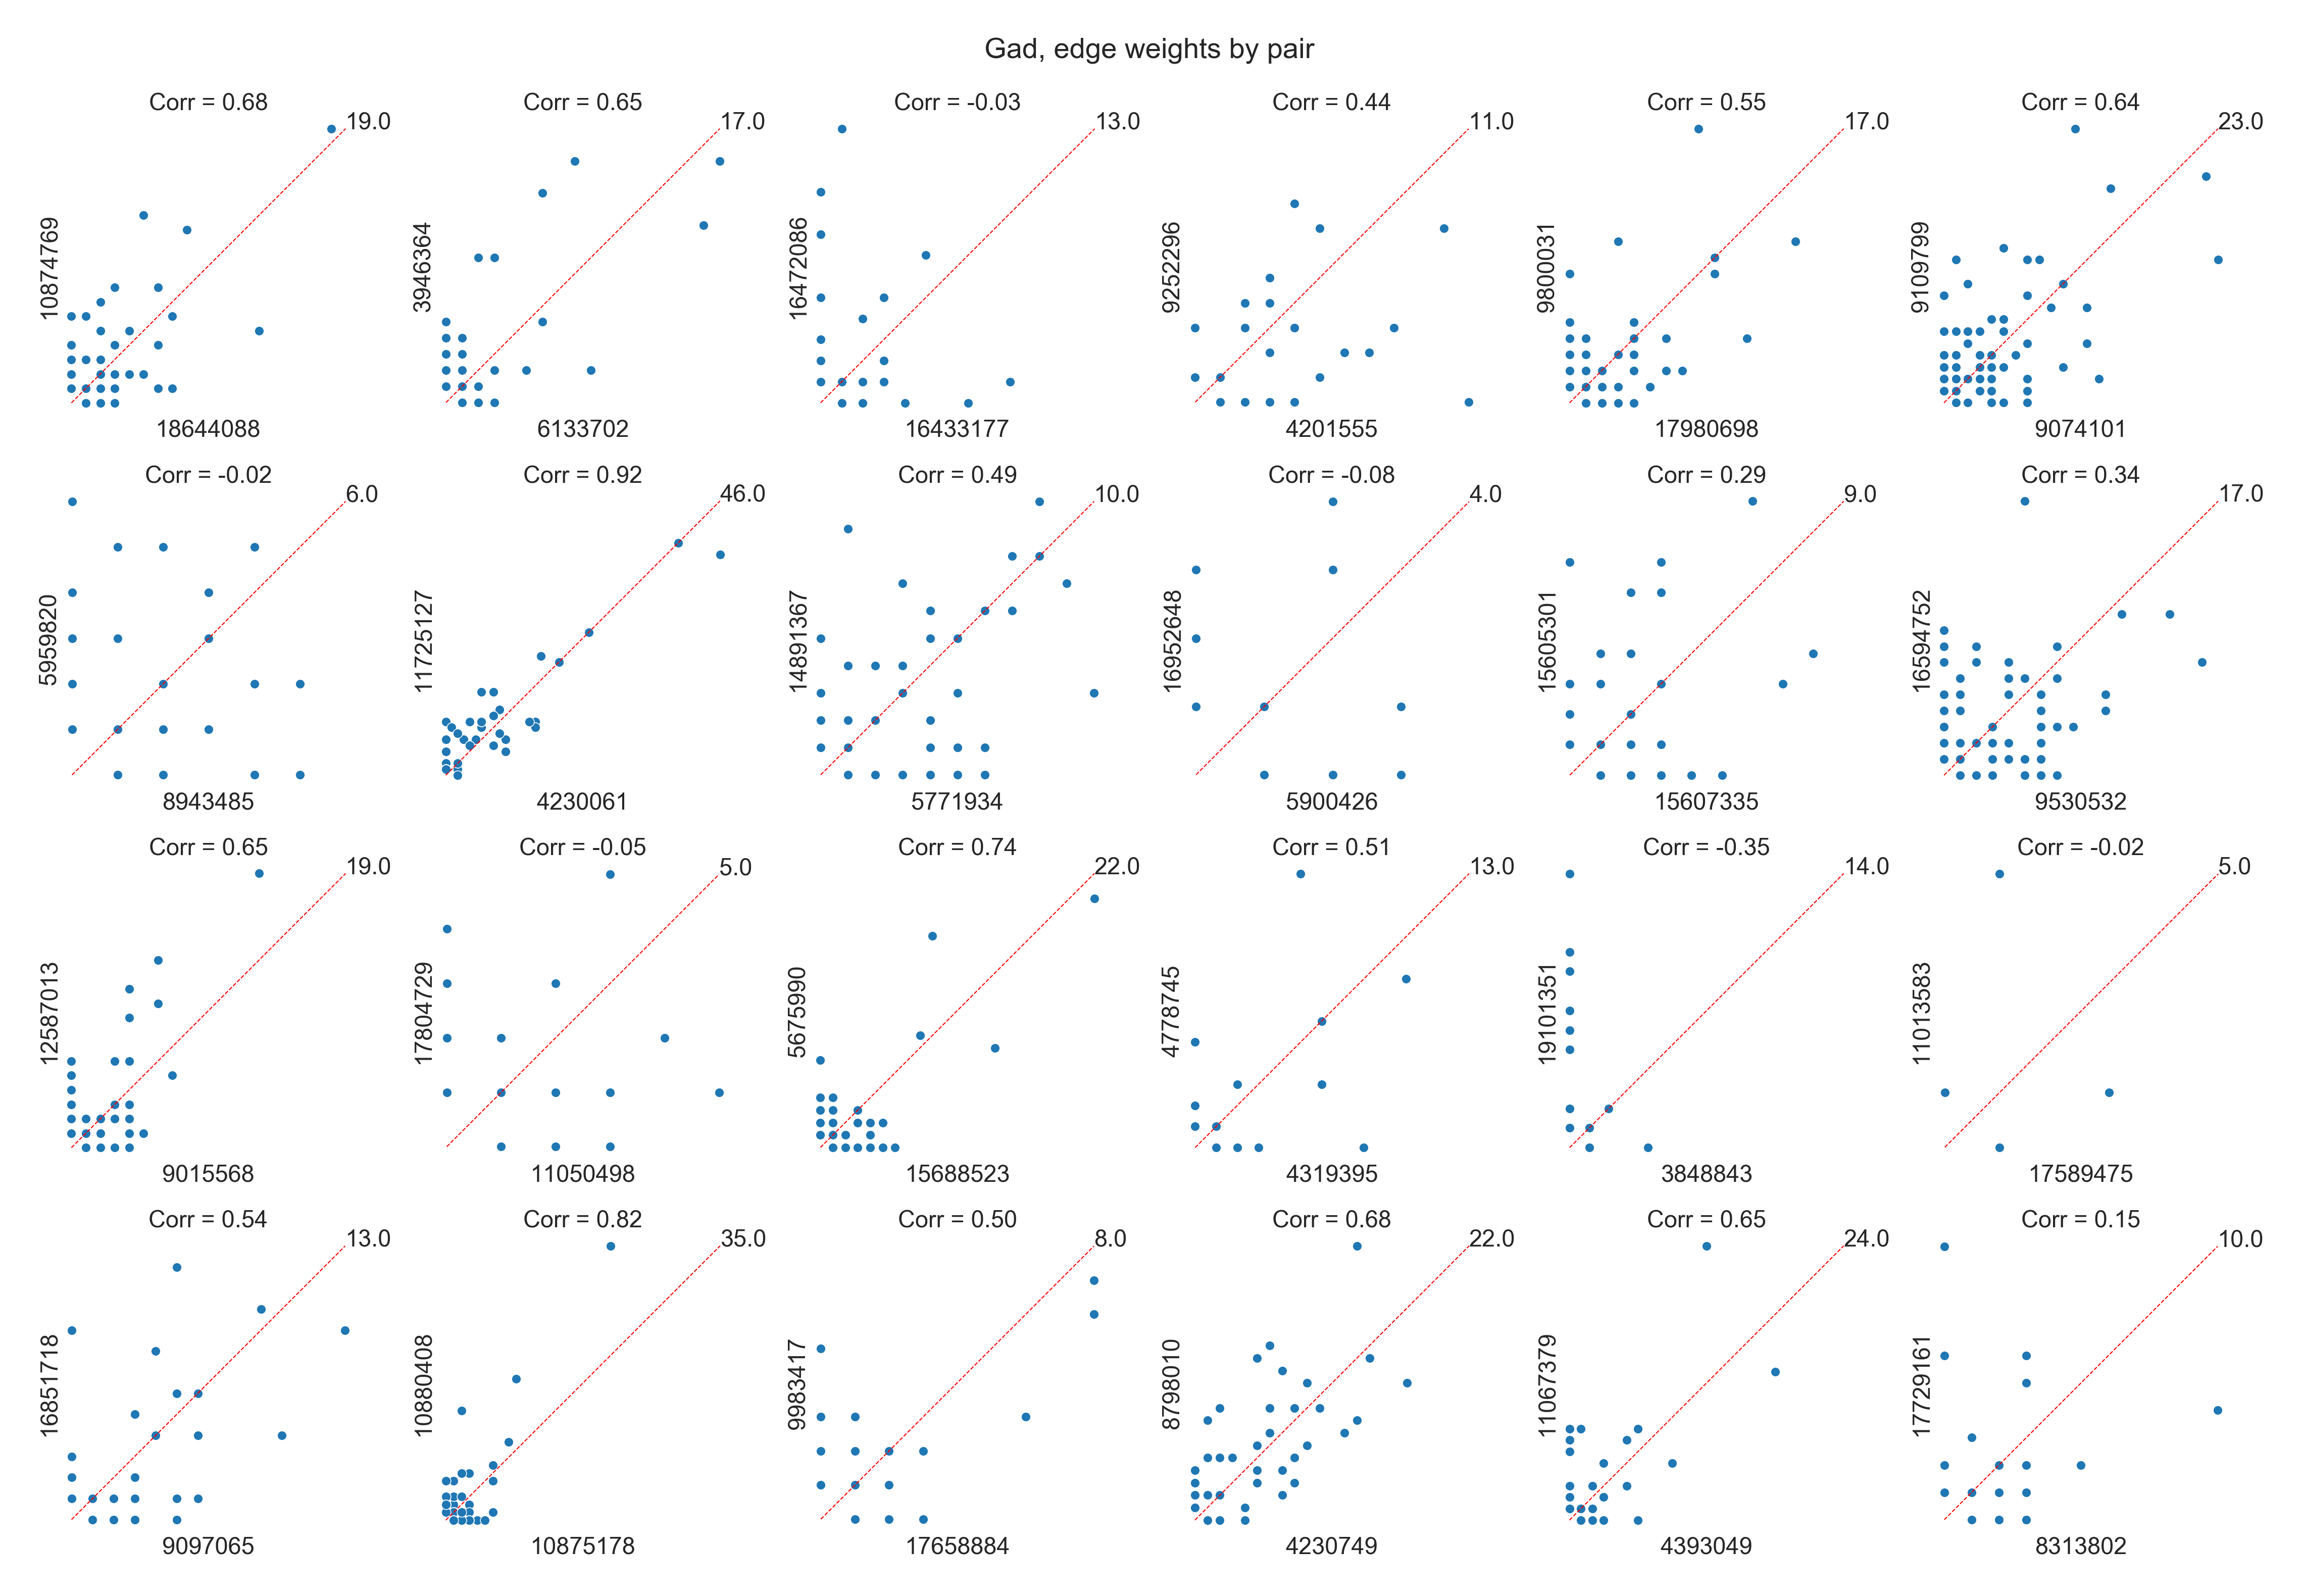 Gad, edge weights by pair
Corr = 0.68
19.0
10874769
18644088
Corr = 0.65
17.0
3946364
6133702
Corr = -0.03
13.0
16472086
16433177
Corr = 0.44
11.0
9252296
4201555
Corr = 0.55
17.0
9800031
17980698
Corr = 0.64
23.0
9109799
9074101
Corr = -0.02
6.0
5959820
8943485
Corr = 0.92
46.0
11725127
4230061
Corr = 0.49
10.0
14891367
5771934
Corr = -0.08
4.0
16952648
5900426
Corr = 0.29
9.0
15605301
15607335
Corr = 0.34
17.0
16594752
9530532
Corr = 0.65
19.0
12587013
9015568
Corr = -0.05
5.0
17804729
11050498
Corr = 0.74
22.0
5675990
15688523
Corr = 0.51
13.0
4778745
4319395
Corr = -0.35
14.0
19101351
3848843
Corr = -0.02
5.0
11013583
17589475
Corr = 0.54
13.0
16851718
9097065
Corr = 0.82
35.0
10880408
10875178
Corr = 0.50
8.0
9983417
17658884
Corr = 0.68
22.0
8798010
4230749
Corr = 0.65
24.0
11067379
4393049
Corr = 0.15
10.0
17729161
8313802